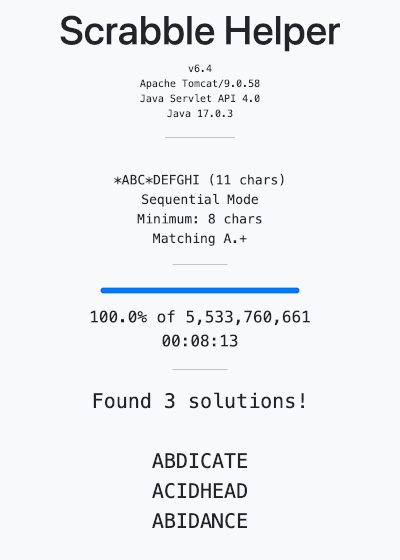 Scrabble Helper
v6.4
Apache Tomcat/9.0.58
Java Servlet API 4.0
Java 17.0.3
*ABC*DEFGHI (11 chars)
Sequential Mode
Minimum: 8 chars
Matching A.+
100.0% of 5,533,760,661
00:08:13
Found 3 solutions!
ABDICATE
ACIDHEAD
ABIDANCE